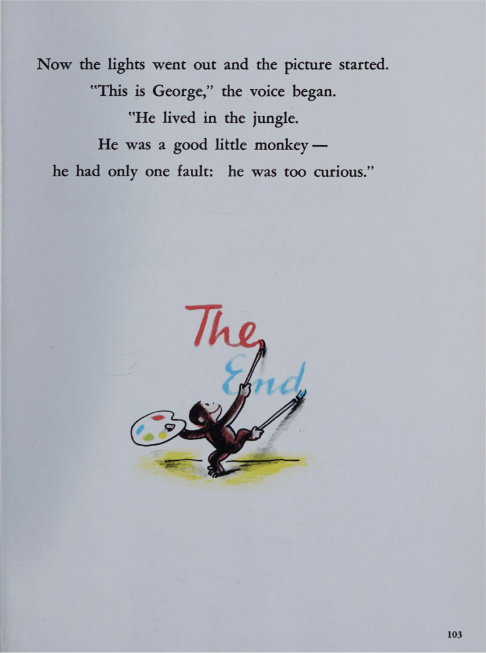 Now the lights went out and the picture started.
"This is George," the voice began.
"He lived in the jungle.
He was a good little monkey —
he had only one fault: he was too curious."
The
End
103